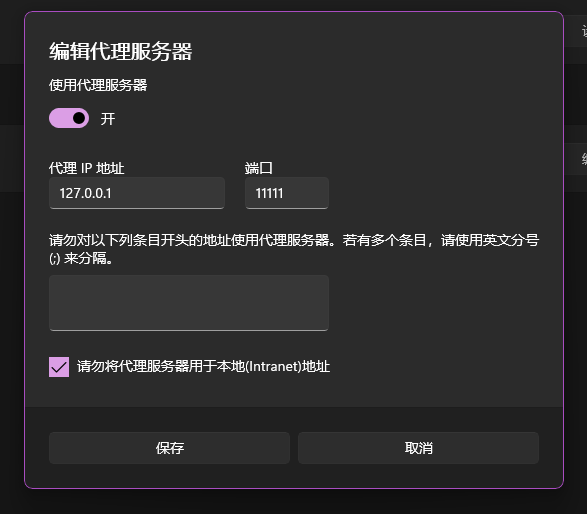 编辑代理服务器
使用代理服务器
开
代理 IP 地址
端口
127.0.0.1
11111
请勿对以下列条目开头的地址使用代理服务器。若有多个条目，请使用英文分号
(;) 来分隔。
请勿将代理服务器用于本地(Intranet)地址
保存
取消